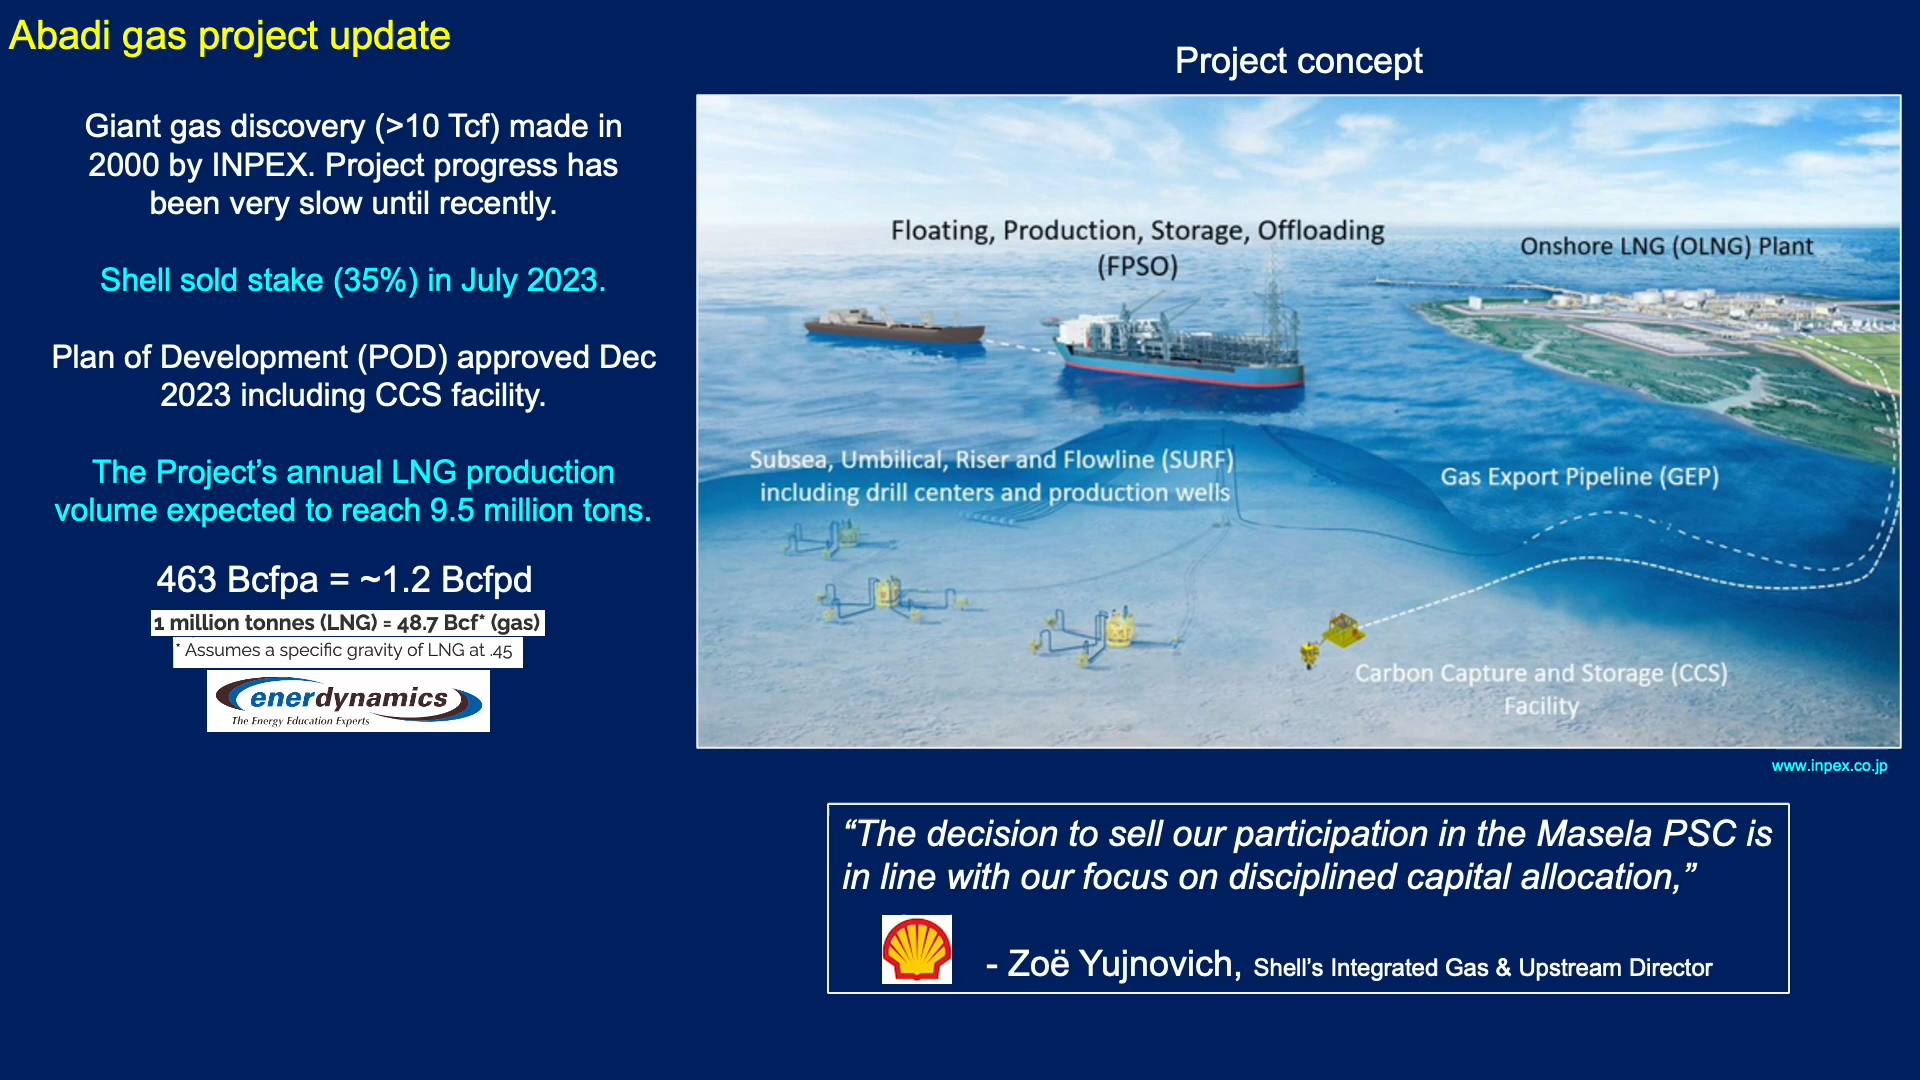 Abadi gas project update
Giant gas discovery (>10 Tcf) made in
2000 by INPEX. Project progress has
been very slow until recently.
Shell sold stake (35%) in July 2023.
Plan of Development (POD) approved Dec
2023 including CCS facility.
The Project’s annual LNG production
volume expected to reach 9.5 million tons.
463 Bcfpa = ~1.2 Bcfpd
1 million tonnes (LNG) = 48.7 Bcf* (gas)
* Assumes a specific gravity of LNG at .45
enerdynamics
The Energy Education Experts
Project concept
Floating, Production, Storage, Offloading
(FPSO)
Onshore LNG (OLNG) Plant
Subsea, Umbilical, Riser and Flowline (SURF)
including drill centers and production wells
Gas Export Pipeline (GEP)
Carbon Capture and Storage (CCS)
Facility
www.inpex.co.jp
“The decision to sell our participation in the Masela PSC is
in line with our focus on disciplined capital allocation,”
- Zoë Yujnovich, Shell’s Integrated Gas & Upstream Director